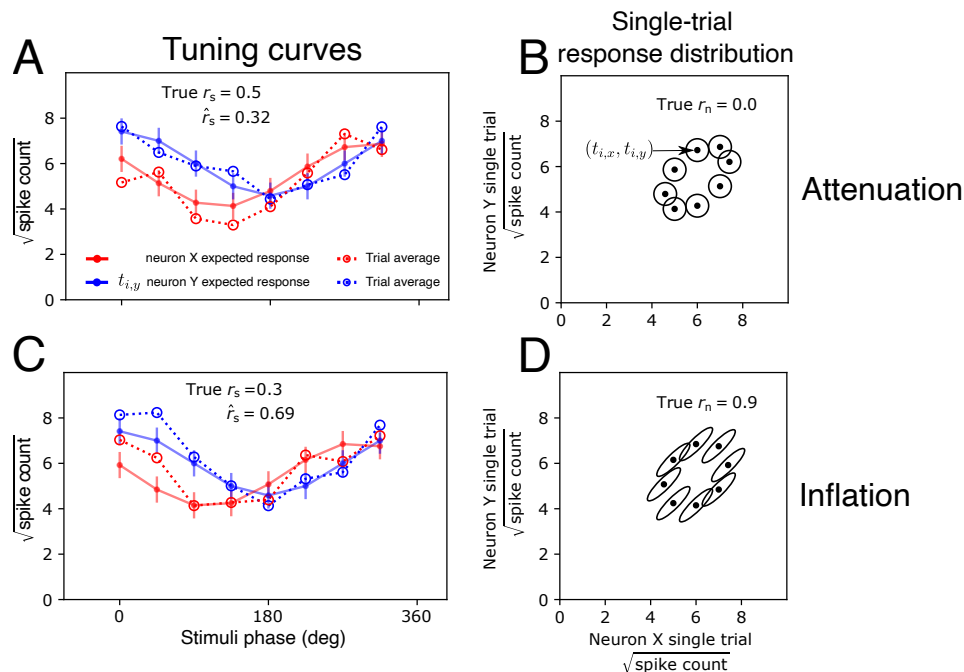 Tuning curves
Single-trial
response distribution
A
True r_s = 0.5
r̂_s = 0.32
√spike count
8
6
4
2
0
neuron X expected response
Trial average
t_{i,y} neuron Y expected response
Trial average
B
True r_n = 0.0
(t_{i,x}, t_{i,y})
Neuron Y single trial
√spike count
8
6
4
2
0
0 2 4 6 8
Attenuation
C
True r_s =0.3
r̂_s = 0.69
√spike count
8
6
4
2
0
0 180 360
Stimuli phase (deg)
D
True r_n = 0.9
Neuron Y single trial
√spike count
8
6
4
2
0
0 2 4 6 8
Neuron X single trial
√spike count
Inflation